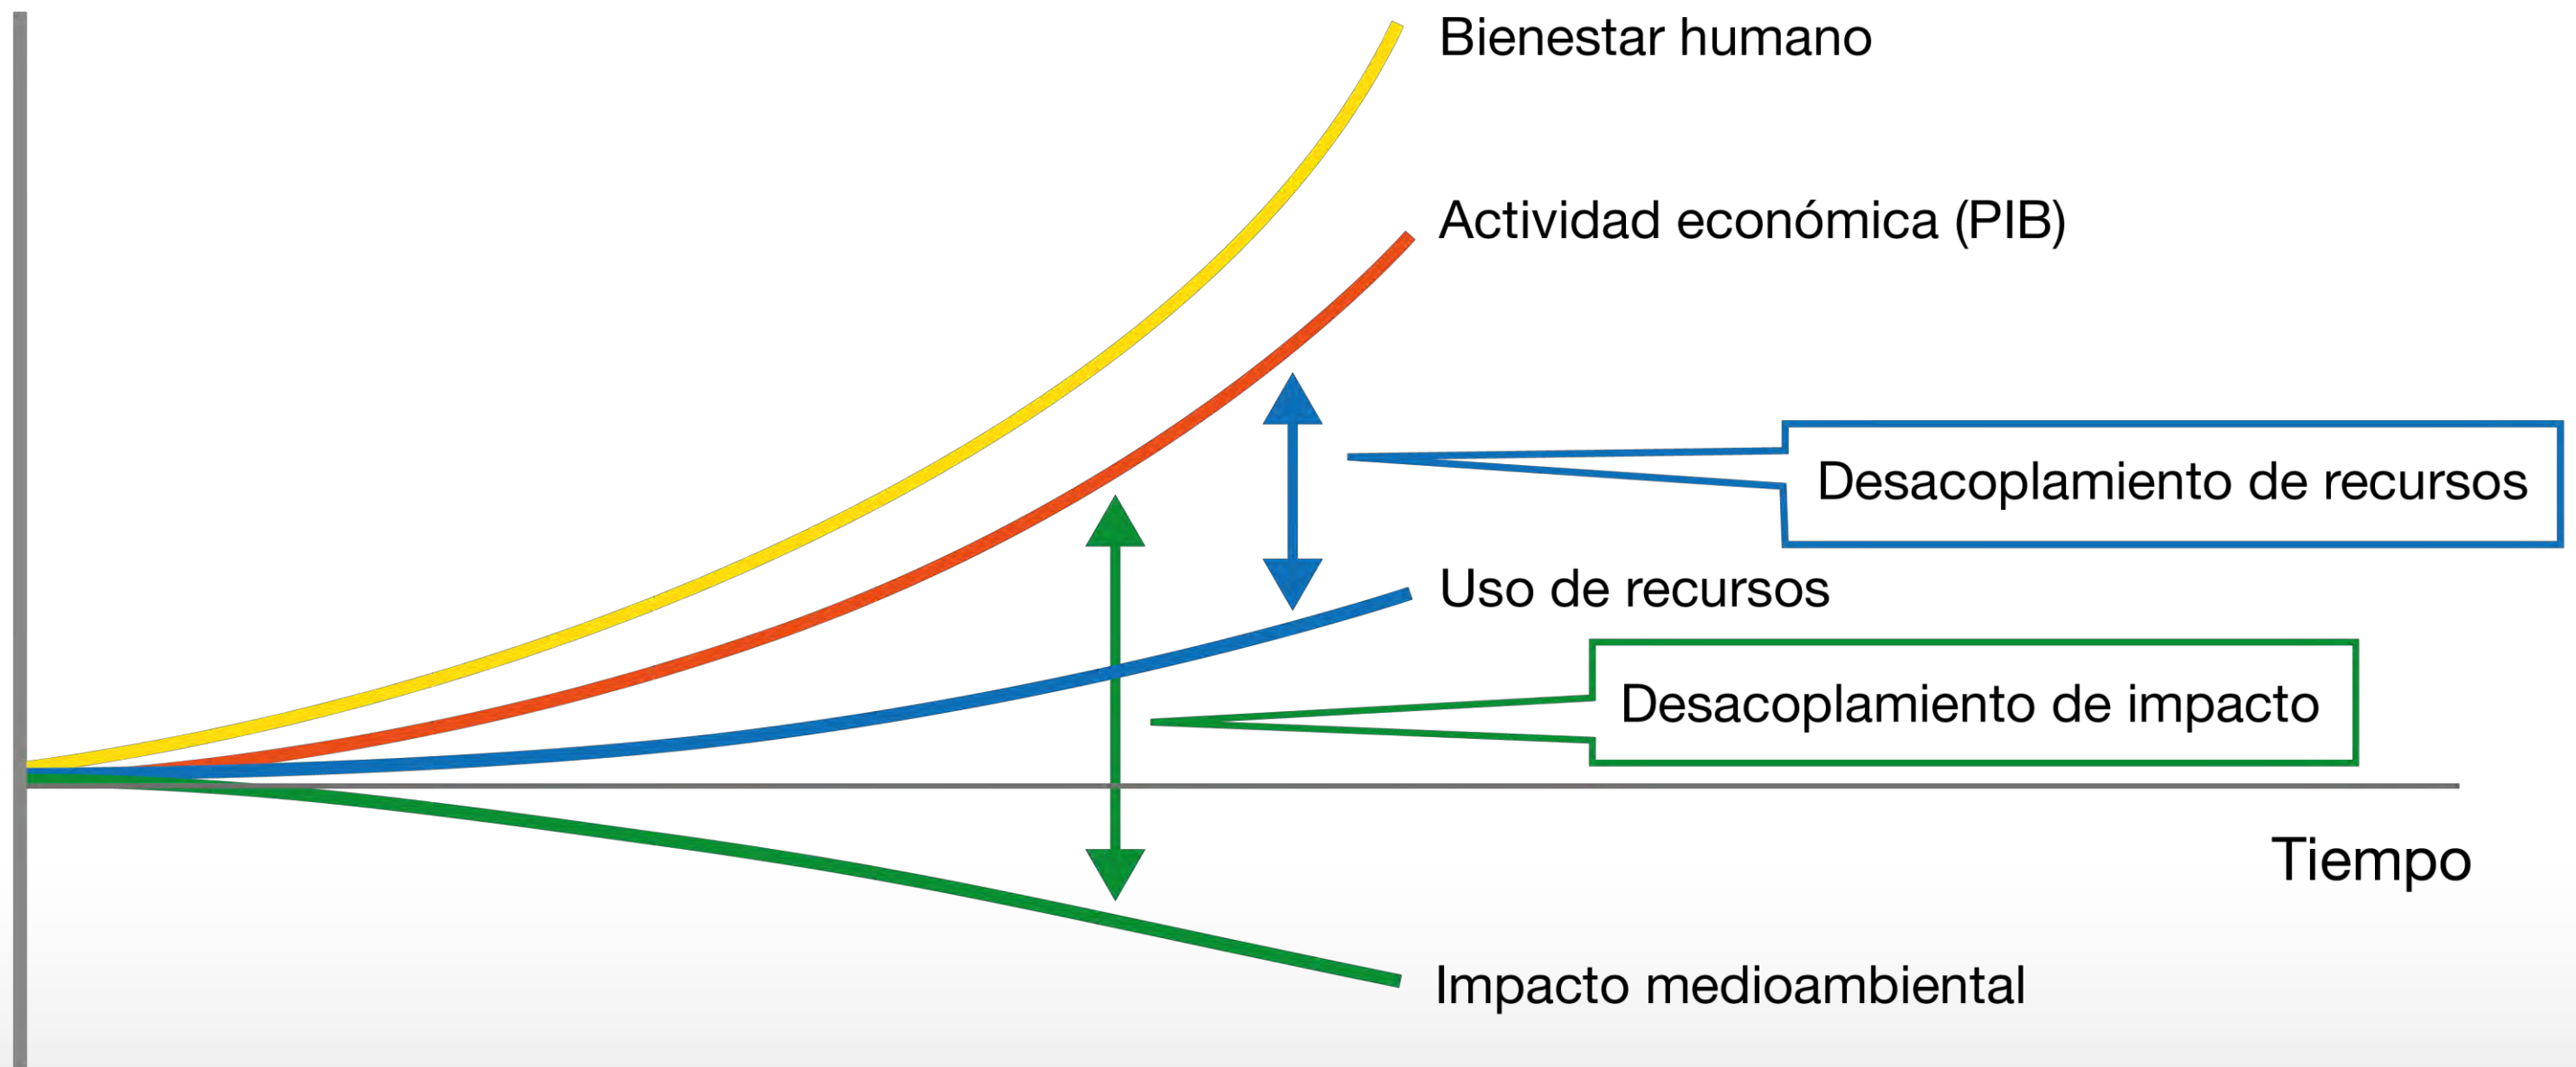 Bienestar humano
Actividad económica (PIB)
Desacoplamiento de recursos
Uso de recursos
Desacoplamiento de impacto
Tiempo
Impacto medioambiental